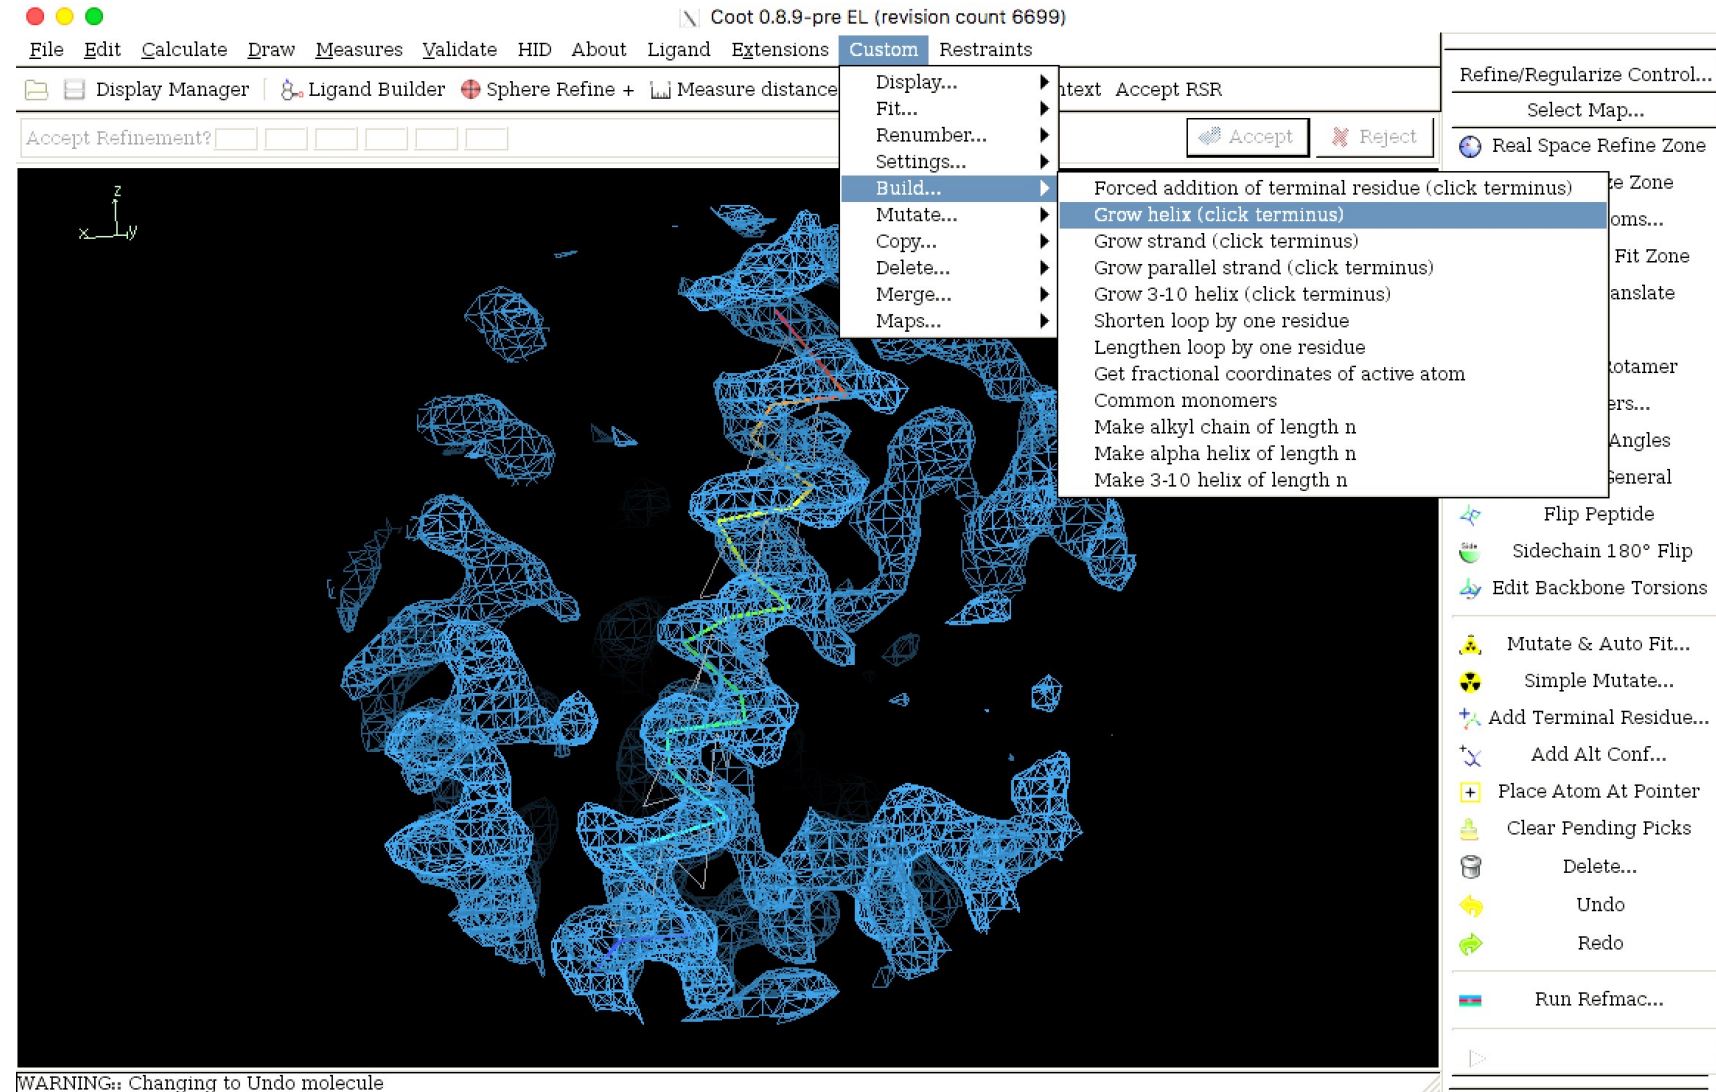 Coot 0.8.9-pre EL (revision count 6699)
File Edit Calculate Draw Measures Validate HID About Ligand Extensions Custom Restraints
Display Manager Ligand Builder Sphere Refine + Measure distance ntext Accept RSR
Accept Refinement? Accept Reject
Display...
Fit...
Renumber...
Settings...
Build...
Mutate...
Copy...
Delete...
Merge...
Maps...
Forced addition of terminal residue (click terminus)
Grow helix (click terminus)
Grow strand (click terminus)
Grow parallel strand (click terminus)
Grow 3-10 helix (click terminus)
Shorten loop by one residue
Lengthen loop by one residue
Get fractional coordinates of active atom
Common monomers
Make alkyl chain of length n
Make alpha helix of length n
Make 3-10 helix of length n
z
x y
Refine/Regularize Control...
Select Map...
Real Space Refine Zone
ze Zone
oms...
Fit Zone
anslate
otamer
ers...
Angles
General
Flip Peptide
Side
Sidechain 180° Flip
Edit Backbone Torsions
Mutate & Auto Fit...
Simple Mutate...
Add Terminal Residue...
Add Alt Conf...
Place Atom At Pointer
Clear Pending Picks
Delete...
Undo
Redo
Run Refmac...
WARNING:: Changing to Undo molecule